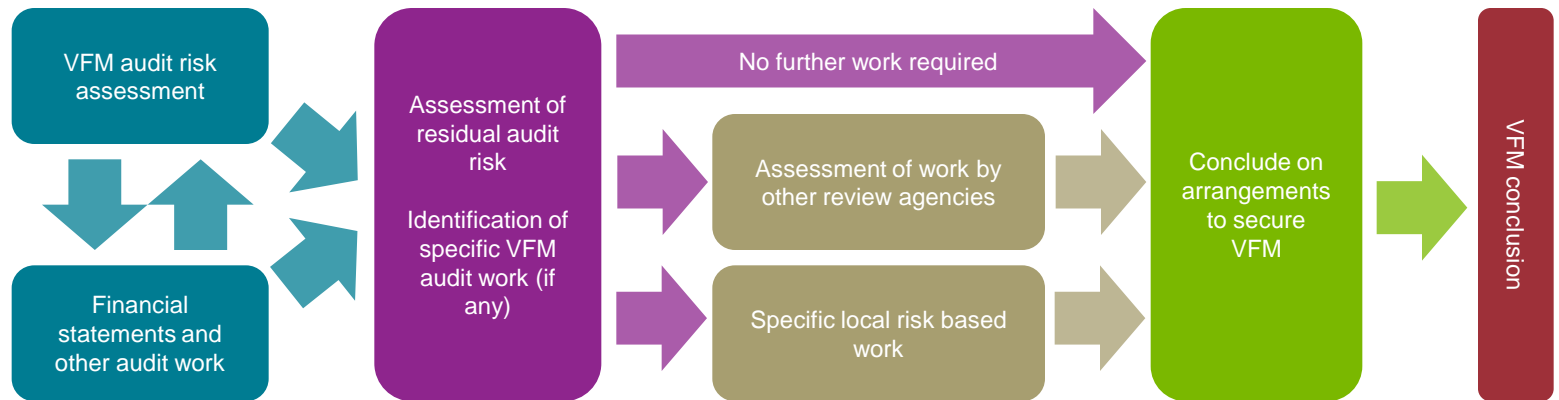 VFM audit risk
assessment
Financial
statements and
other audit work
Assessment of
residual audit
risk
Identification of
specific VFM
audit work (if
any)
No further work required
Assessment of work by
other review agencies
Specific local risk based
work
Conclude on
arrangements
to secure
VFM
VFM conclusion